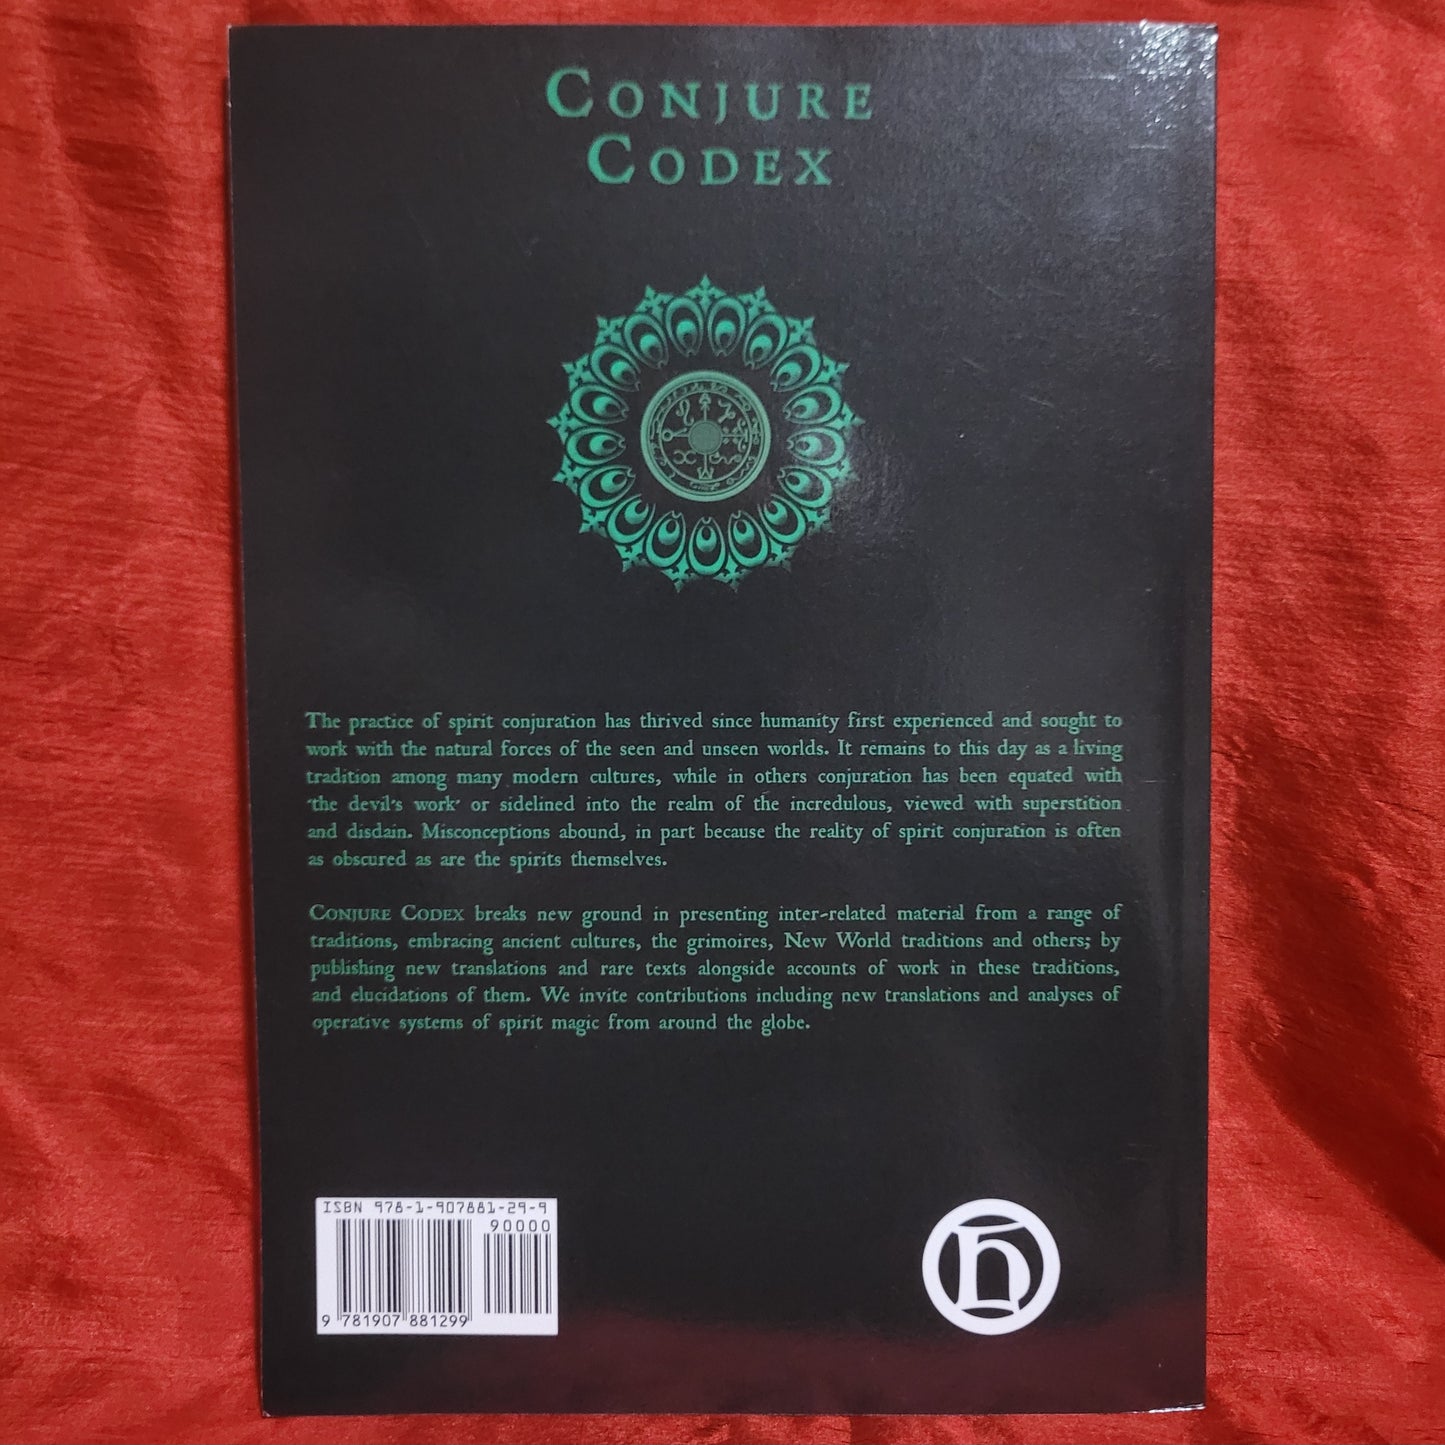 CONJURE
CODEX
The practice of spirit conjuration has thrived since humanity first experienced and sought to
work with the natural forces of the seen and unseen worlds. It remains to this day as a living
tradition among many modern cultures, while in others conjuration has been equated with
'the devil's work' or sidelined into the realm of the incredulous, viewed with superstition
and disdain. Misconceptions abound, in part because the reality of spirit conjuration is often
as obscured as are the spirits themselves.
CONJURE CODEX breaks new ground in presenting inter-related material from a range of
traditions, embracing ancient cultures, the grimoires, New World traditions and others; by
publishing new translations and rare texts alongside accounts of work in these traditions,
and elucidations of them. We invite contributions including new translations and analyses of
operative systems of spirit magic from around the globe.
ISBN 978-1-907881-29-9
90000
9 781907 881299